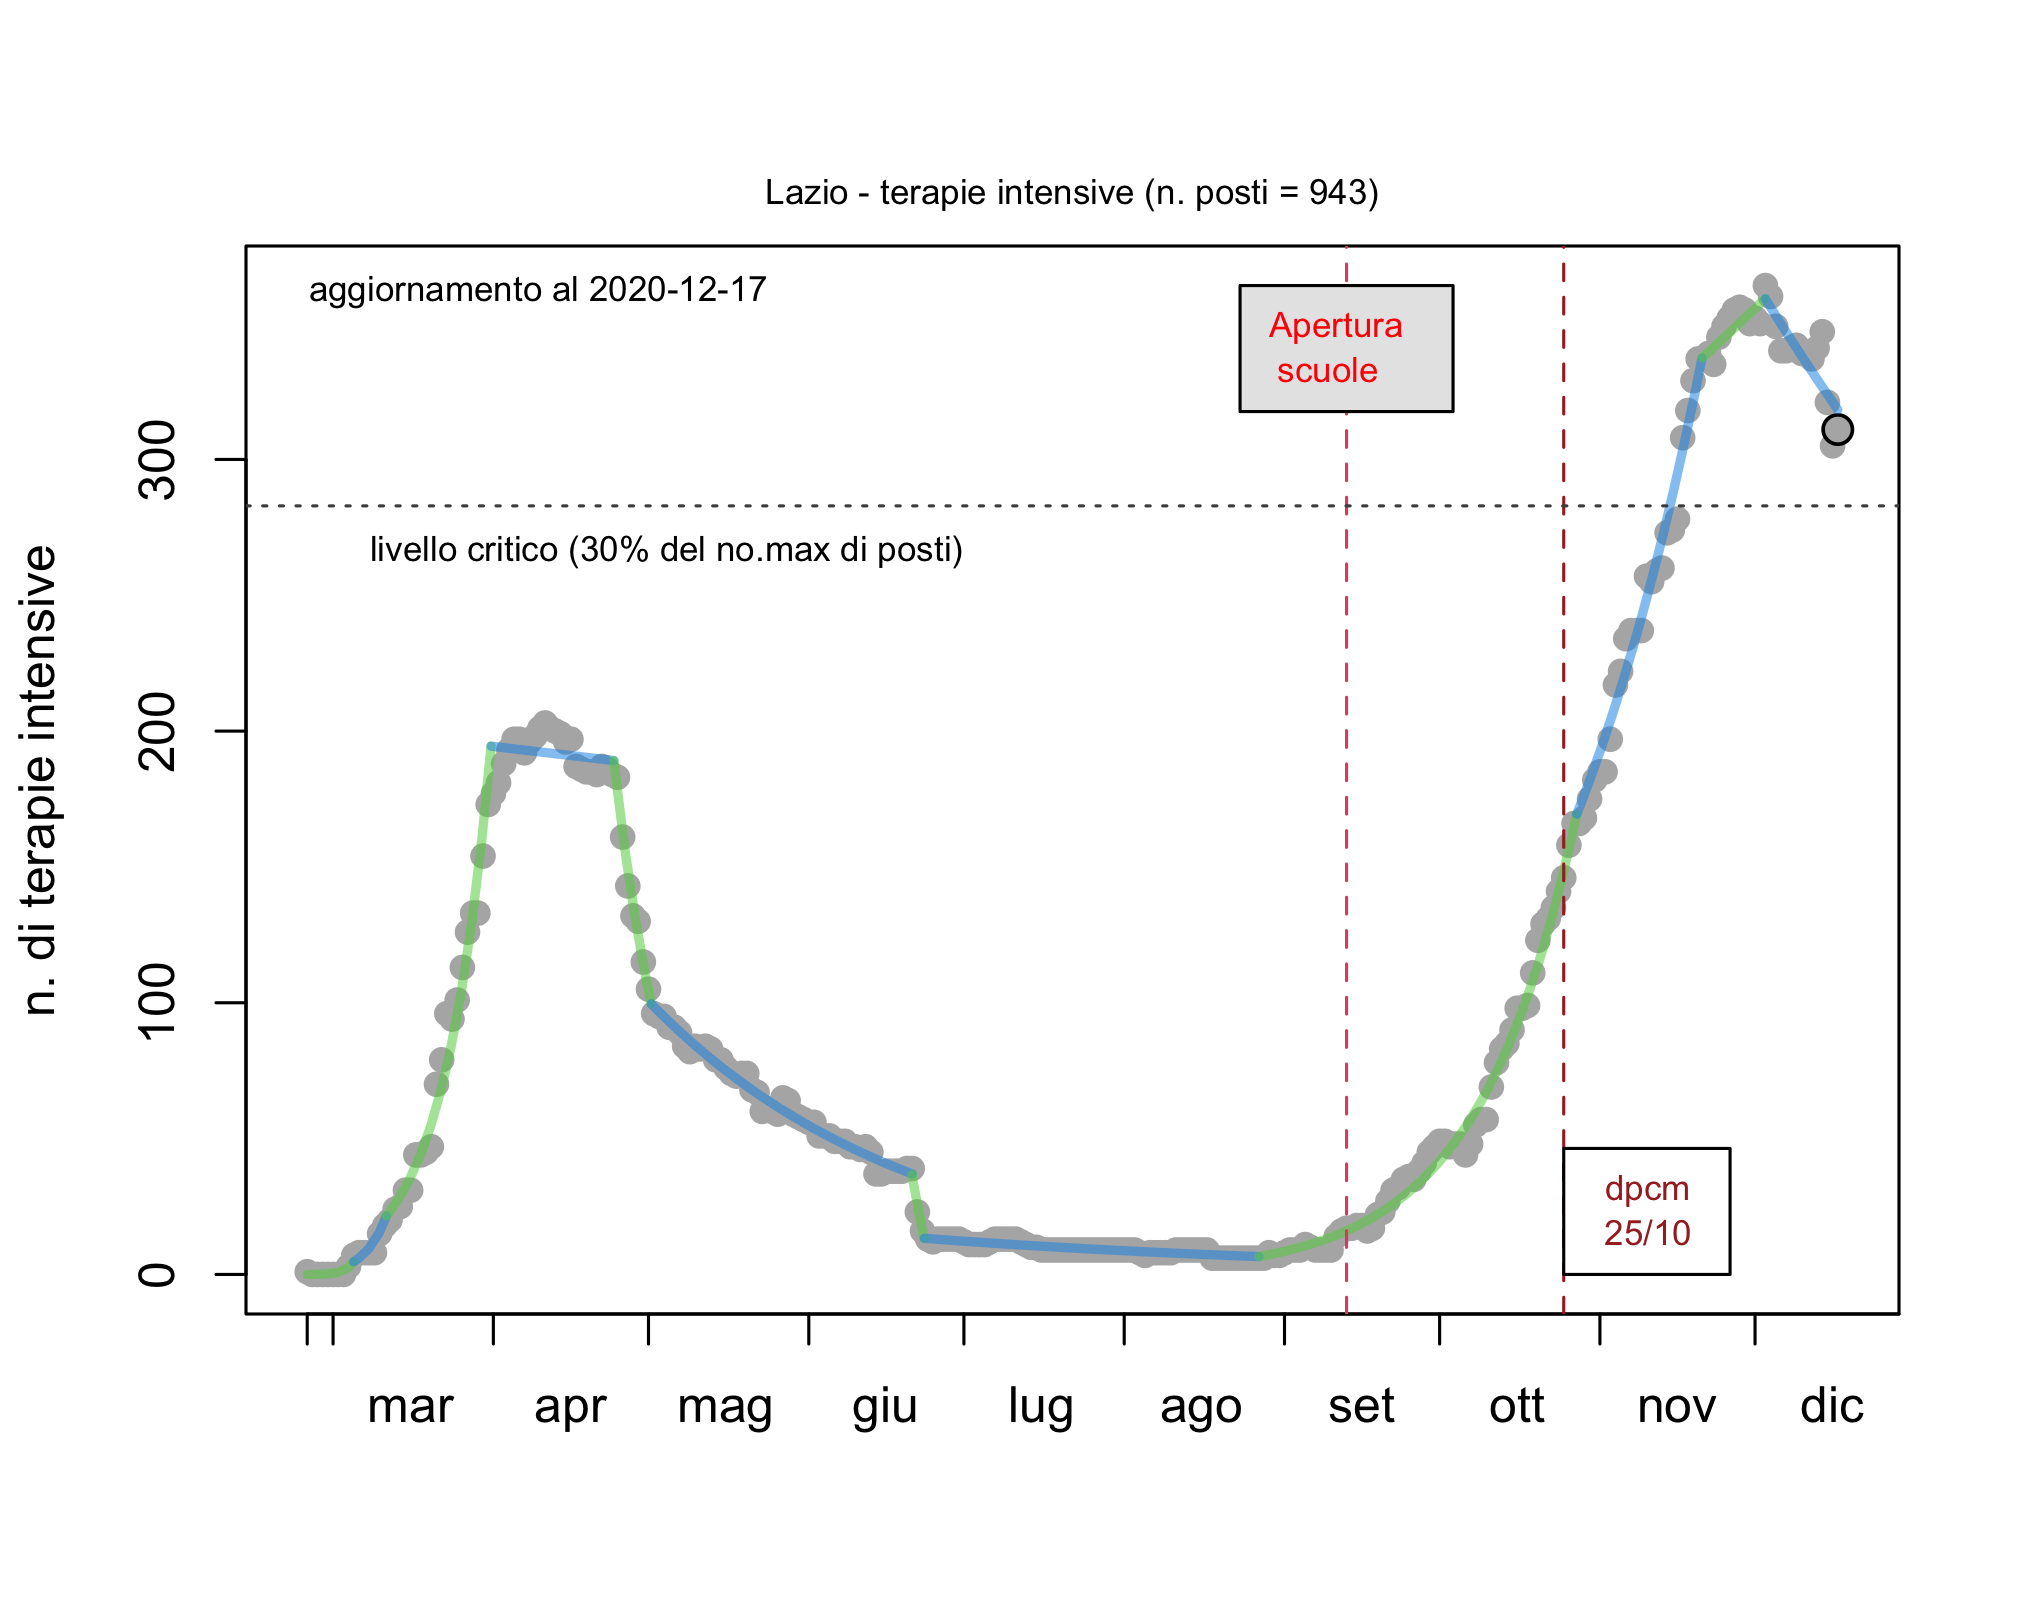 Lazio - terapie intensive (n. posti = 943)
aggiornamento al 2020-12-17
Apertura
scuole
livello critico (30% del no.max di posti)
dpcm
25/10
n. di terapie intensive
300
200
100
0
mar apr mag giu lug ago set ott nov dic